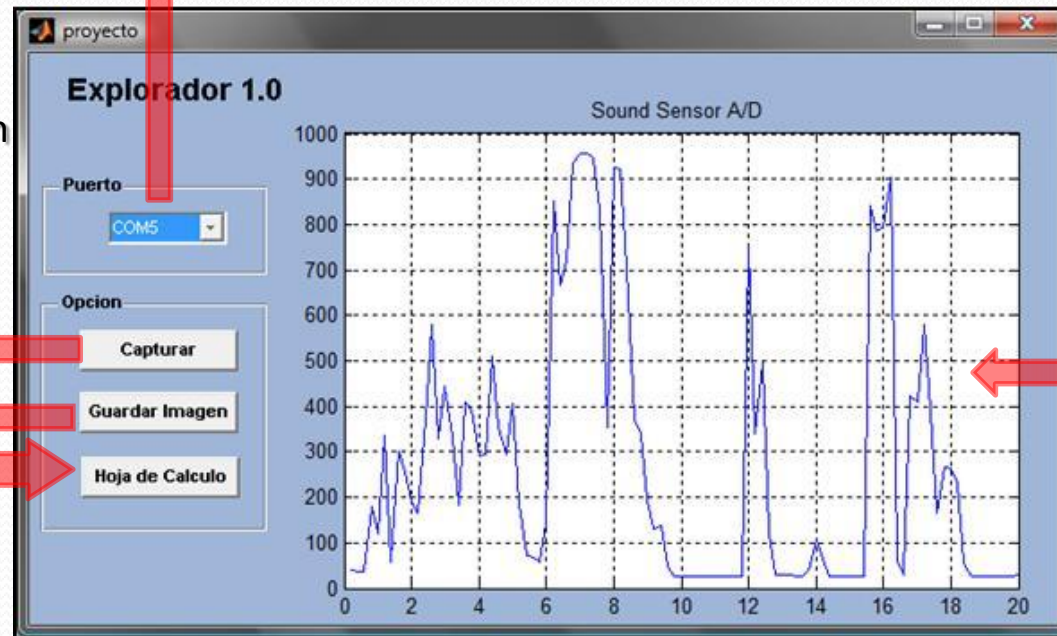 proyecto
Explorador 1.0
n
Puerto
COM5
Opcion
Capturar
Guardar Imagen
Hoja de Calculo
Sound Sensor A/D
1000
900
800
700
600
500
400
300
200
100
0
0 2 4 6 8 10 12 14 16 18 20